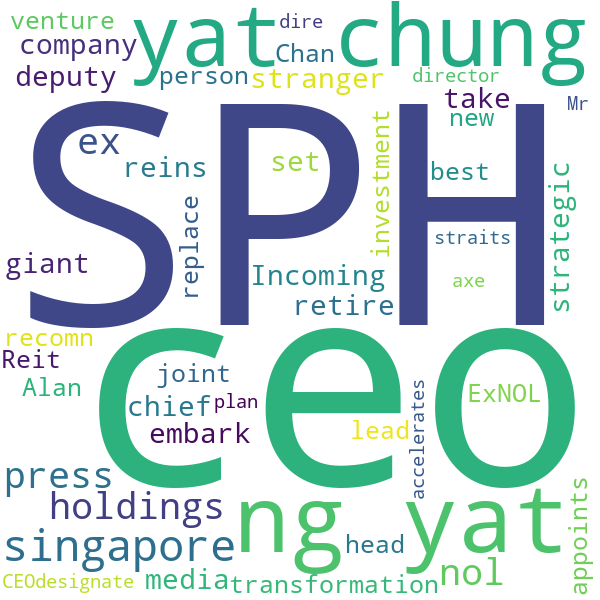 venture
dire
yat chung
company
Chan
deputy
person
stranger
director
take
Mr
new
SPH
ex
reins
set
investment
best
strategic
replace
straits
giant
Incoming
axe
retire
recomn
Reit
ceo
joint
Alan
chief
plan
ExNOL
embark
lead
accelerates
press
holdings
ng yat
appoints
singapore
head
nol
CEOdesignate
media
transformation